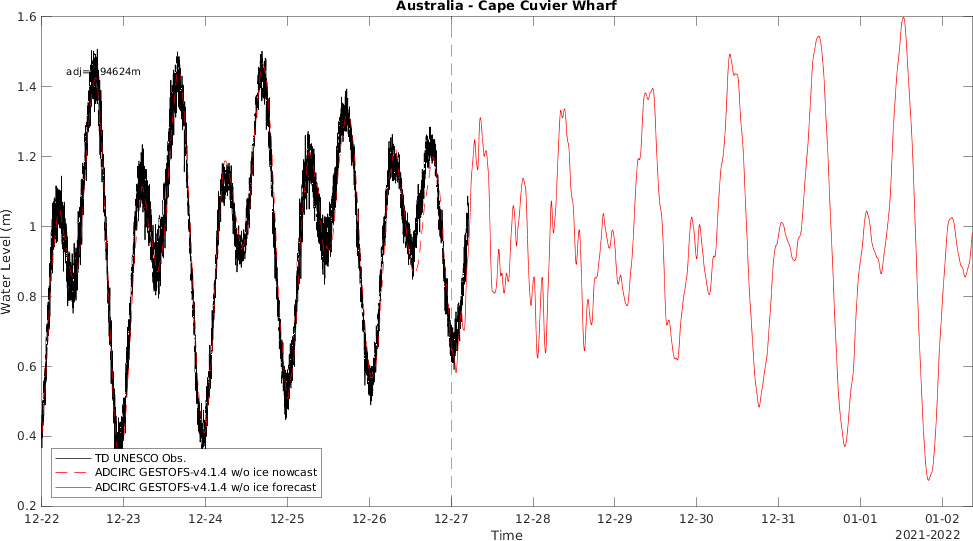 Australia - Cape Cuvier Wharf
1.6
1.4
1.2
1
0.8
0.6
0.4
0.2
Water Level (m)
94624m
TD UNESCO Obs.
ADCIRC GESTOFS-v4.1.4 w/o ice nowcast
ADCIRC GESTOFS-v4.1.4 w/o ice forecast
12-22 12-23 12-24 12-25 12-26 12-27 12-28 12-29 12-30 12-31 01-01 01-02
Time
2021-2022